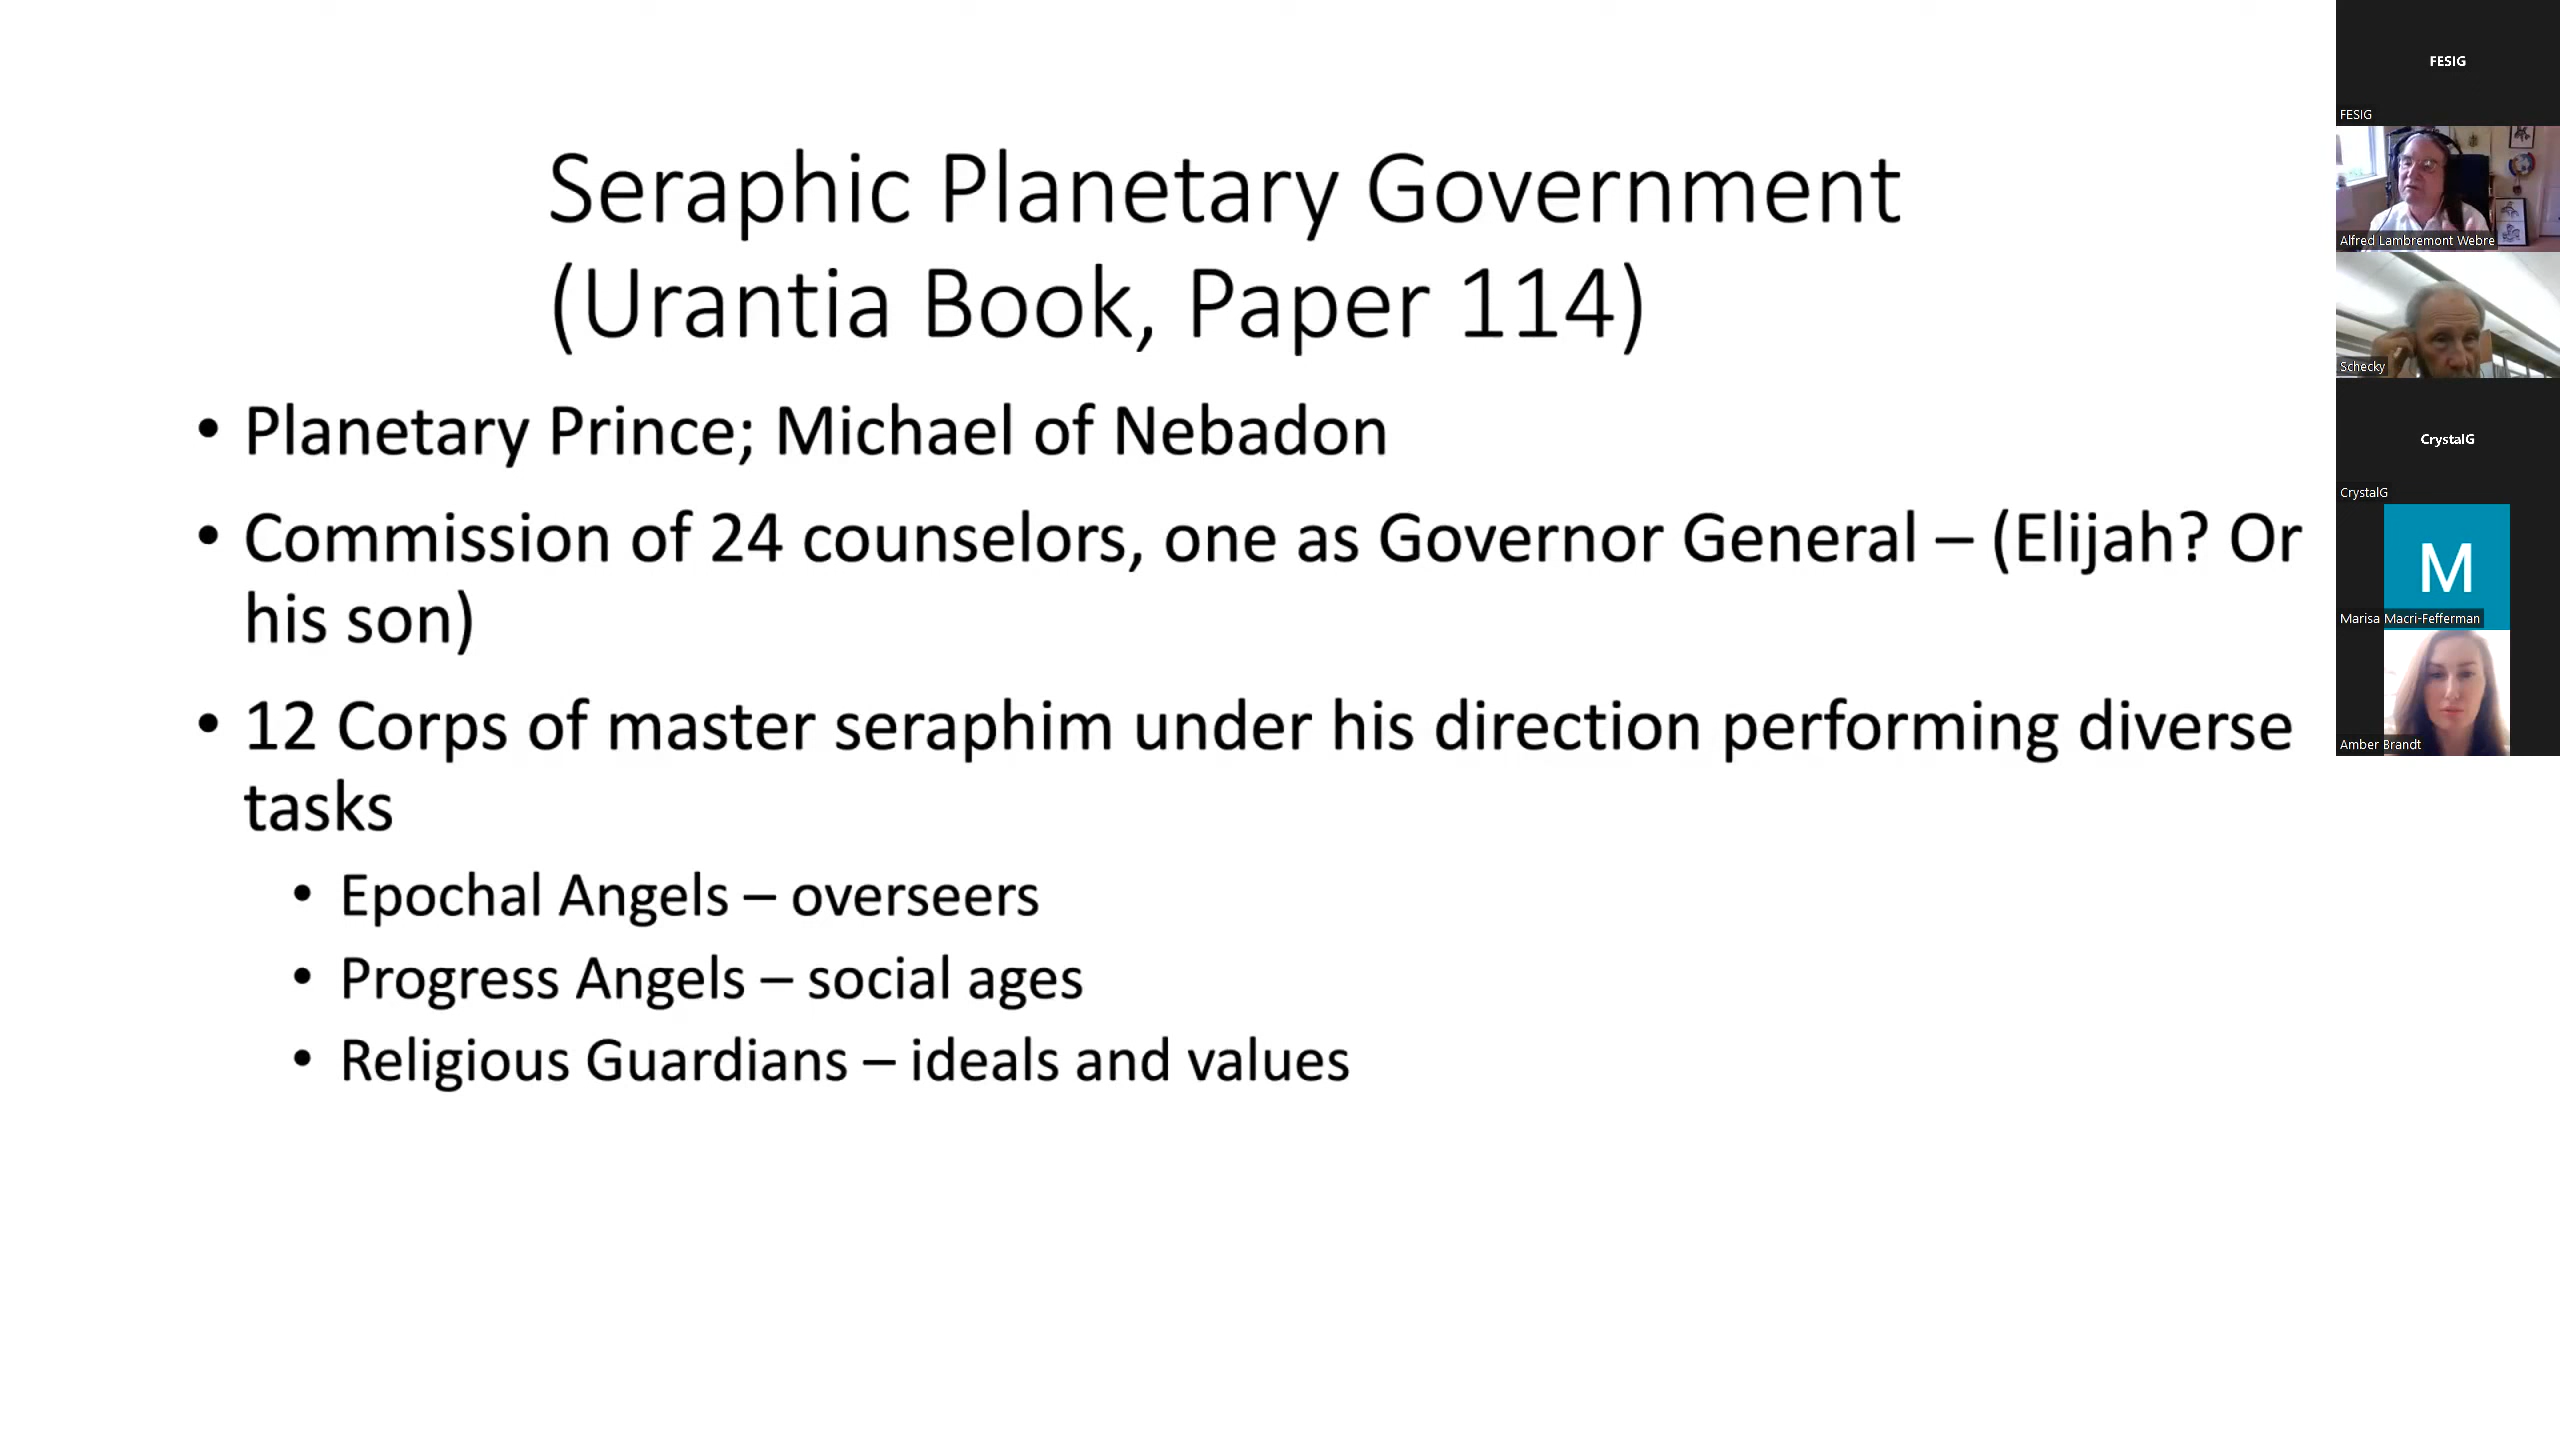 Seraphic Planetary Government
(Urantia Book, Paper 114)
• Planetary Prince; Michael of Nebadon
• Commission of 24 counselors, one as Governor General – (Elijah? Or
his son)
• 12 Corps of master seraphim under his direction performing diverse
tasks
• Epochal Angels – overseers
• Progress Angels – social ages
• Religious Guardians – ideals and values
FESIG
FESIG
Alfred Lambremont Webre
Schecky
CrystalG
CrystalG
M
Marisa Macri-Fefferman
Amber Brandt